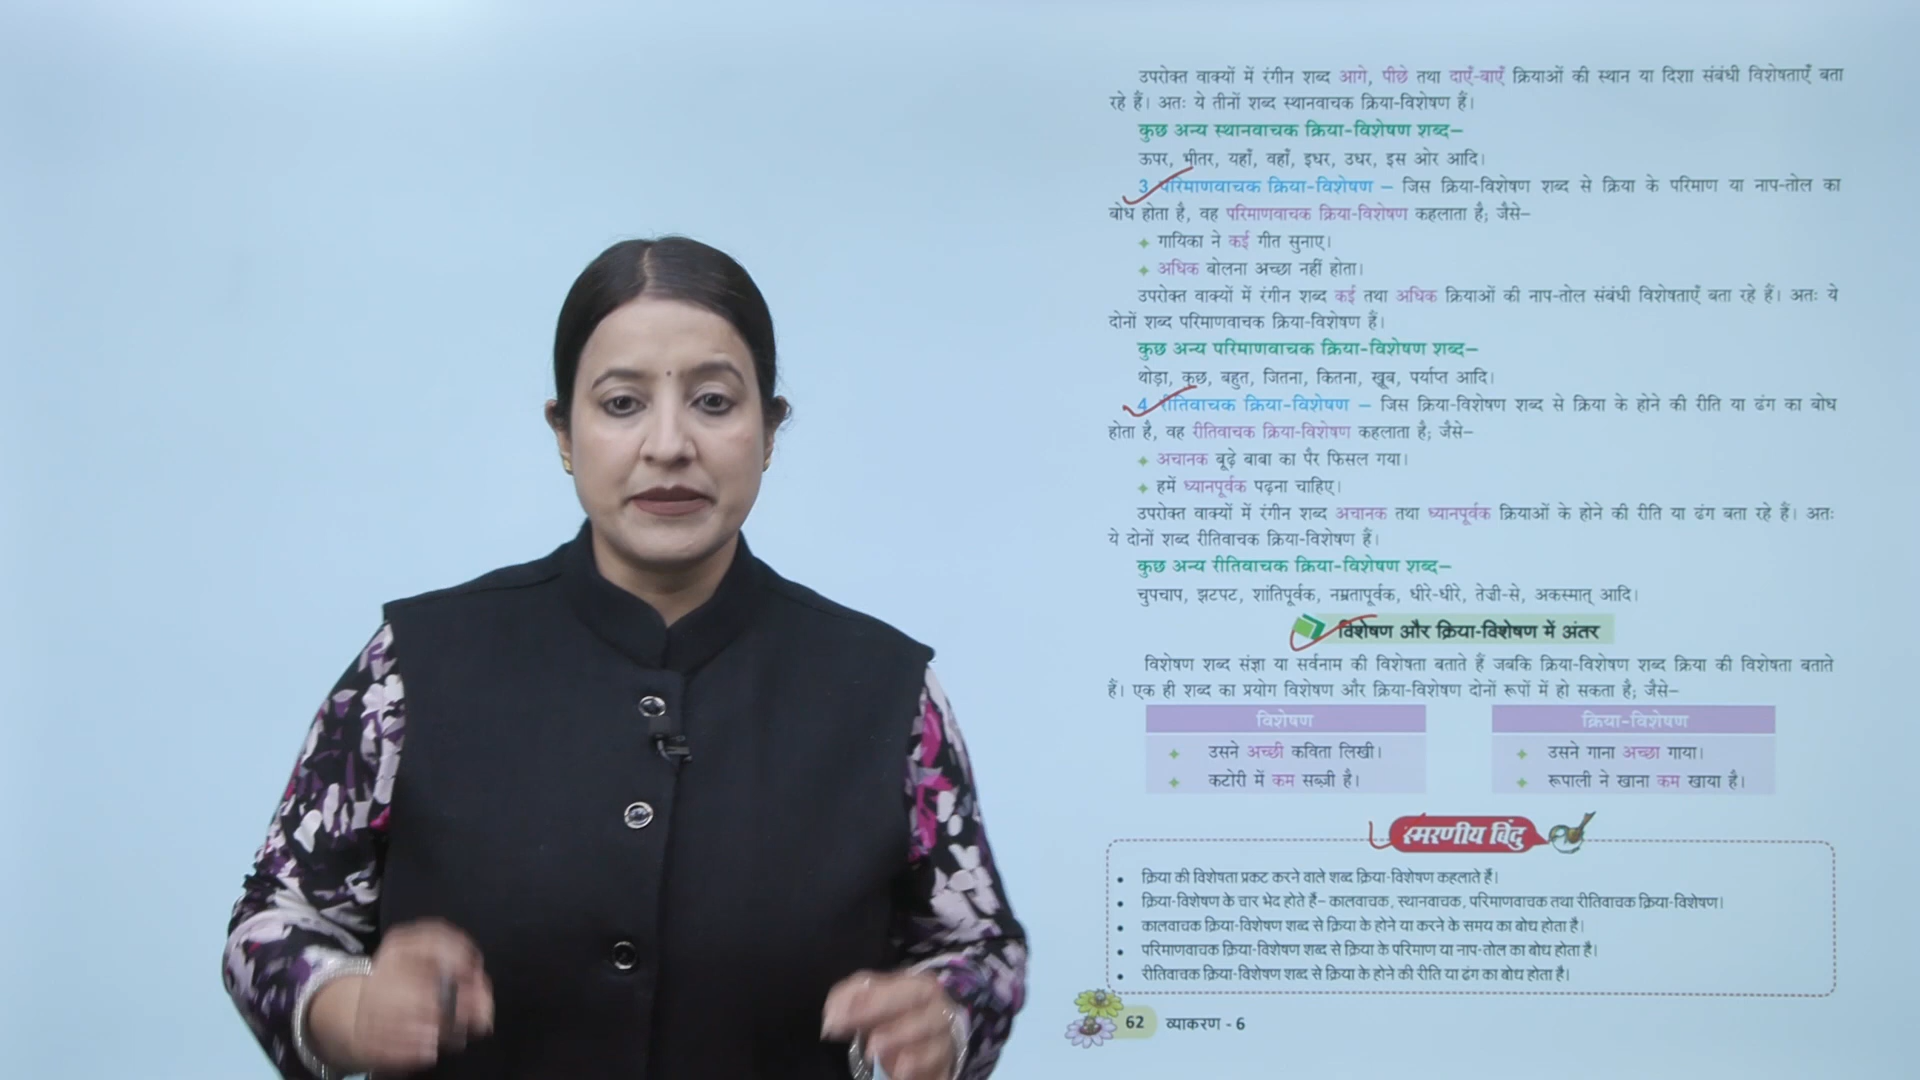 उपरोक्त वाक्यों में रंगीन शब्द आगे, पीछे तथा दाएँ-बाएँ क्रियाओं की स्थान या दिशा संबंधी विशेषताएँ बता
रहे हैं। अतः ये तीनों शब्द स्थानवाचक क्रिया-विशेषण हैं।
कुछ अन्य स्थानवाचक क्रिया-विशेषण शब्द–
ऊपर, भीतर, यहाँ, वहाँ, इधर, उधर, इस ओर आदि।
3. परिमाणवाचक क्रिया-विशेषण – जिस क्रिया-विशेषण शब्द से क्रिया के परिमाण या नाप-तोल का
बोध होता है, वह परिमाणवाचक क्रिया-विशेषण कहलाता है; जैसे–
गायिका ने कई गीत सुनाए।
अधिक बोलना अच्छा नहीं होता।
उपरोक्त वाक्यों में रंगीन शब्द कई तथा अधिक क्रियाओं की नाप-तोल संबंधी विशेषताएँ बता रहे हैं। अतः ये
दोनों शब्द परिमाणवाचक क्रिया-विशेषण हैं।
कुछ अन्य परिमाणवाचक क्रिया-विशेषण शब्द–
थोड़ा, कुछ, बहुत, जितना, कितना, खूब, पर्याप्त आदि।
4. रीतिवाचक क्रिया-विशेषण – जिस क्रिया-विशेषण शब्द से क्रिया के होने की रीति या ढंग का बोध
होता है, वह रीतिवाचक क्रिया-विशेषण कहलाता है; जैसे–
अचानक बूढ़े बाबा का पैर फिसल गया।
हमें ध्यानपूर्वक पढ़ना चाहिए।
उपरोक्त वाक्यों में रंगीन शब्द अचानक तथा ध्यानपूर्वक क्रियाओं के होने की रीति या ढंग बता रहे हैं। अतः
ये दोनों शब्द रीतिवाचक क्रिया-विशेषण हैं।
कुछ अन्य रीतिवाचक क्रिया-विशेषण शब्द–
चुपचाप, झटपट, शांतिपूर्वक, नम्रतापूर्वक, धीरे-धीरे, तेज़ी-से, अकस्मात् आदि।
विशेषण और क्रिया-विशेषण में अंतर
विशेषण शब्द संज्ञा या सर्वनाम की विशेषता बताते हैं जबकि क्रिया-विशेषण शब्द क्रिया की विशेषता बताते
हैं। एक ही शब्द का प्रयोग विशेषण और क्रिया-विशेषण दोनों रूपों में हो सकता है; जैसे–
विशेषण
उसने अच्छी कविता लिखी।
कटोरी में कम सब्ज़ी है।
क्रिया-विशेषण
उसने गाना अच्छा गाया।
रूपाली ने खाना कम खाया है।
स्मरणीय बिंदु
• क्रिया की विशेषता प्रकट करने वाले शब्द क्रिया-विशेषण कहलाते हैं।
• क्रिया-विशेषण के चार भेद होते हैं– कालवाचक, स्थानवाचक, परिमाणवाचक तथा रीतिवाचक क्रिया-विशेषण।
• कालवाचक क्रिया-विशेषण शब्द से क्रिया के होने या करने के समय का बोध होता है।
• परिमाणवाचक क्रिया-विशेषण शब्द से क्रिया के परिमाण या नाप-तोल का बोध होता है।
• रीतिवाचक क्रिया-विशेषण शब्द से क्रिया के होने की रीति या ढंग का बोध होता है।
62 व्याकरण - 6